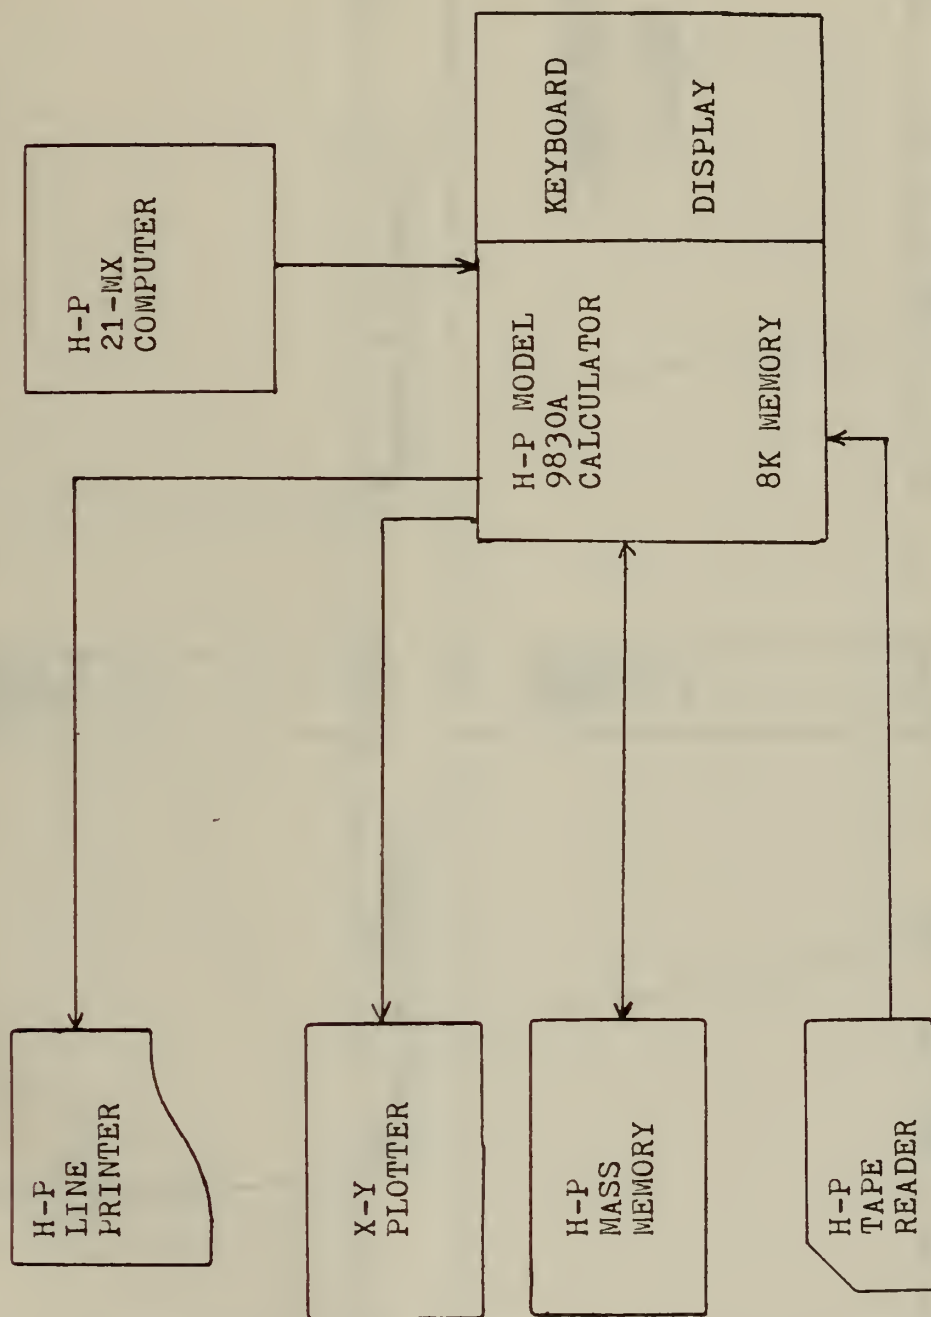 H-P
LINE
PRINTER
X-Y
PLOTTER
H-P
MASS
MEMORY
H-P
TAPE
READER
H-P
21-MX
COMPUTER
H-P MODEL
9830A
CALCULATOR
8K MEMORY
KEYBOARD
DISPLAY